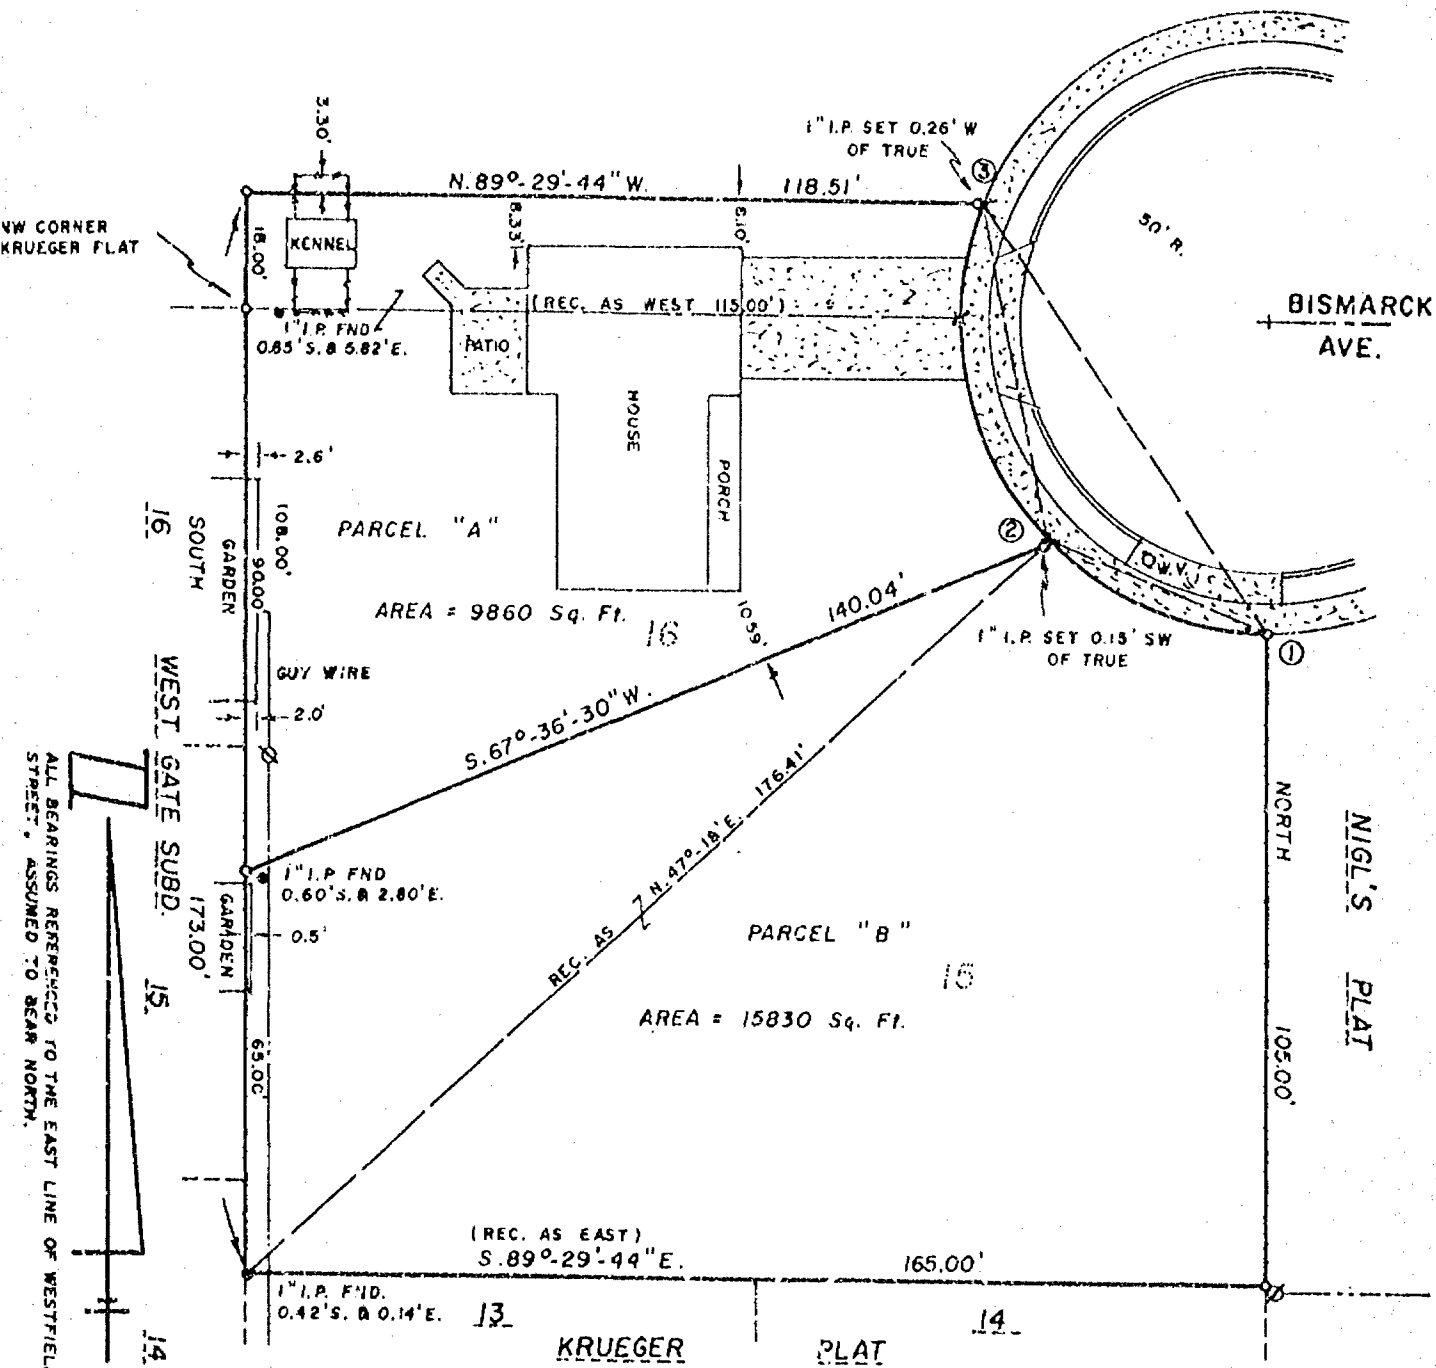 3.30'
1" I.P. SET 0.26' W
OF TRUE
③
N. 89°-29'-44" W.
118.51'
NW CORNER
KRUEGER PLAT
18.00'
KENNEL
8.33'
8.10'
50' R.
(REC. AS WEST 115.00')
BISMARCK
AVE.
1" I.P. FND
0.85' S. & 5.82' E.
PATIO
HOUSE
PORCH
2.6'
16
SOUTH
GARDEN
108.00'
90.00'
PARCEL "A"
②
D.W.V.
AREA = 9860 Sq. Ft.
16
10.59'
140.04'
1" I.P. SET 0.15' SW
OF TRUE
①
GUY WIRE
2.0'
S. 67°-36'-30" W.
WEST GATE SUBD.
173.00'
15
1" I.P. FND
0.60' S. & 2.80' E.
GARDEN
0.5'
176.41'
REC. AS N. 47°-18' E.
NORTH
105.00'
NIGL'S PLAT
PARCEL "B"
15
AREA = 15830 Sq. Ft.
65.00'
ALL BEARINGS REFERENCED TO THE EAST LINE OF WESTFIEL
STREET, ASSUMED TO BEAR NORTH.
14
(REC. AS EAST)
S. 89°-29'-44" E.
165.00'
1" I.P. FND.
0.42' S. & 0.14' E.
13
14
KRUEGER PLAT